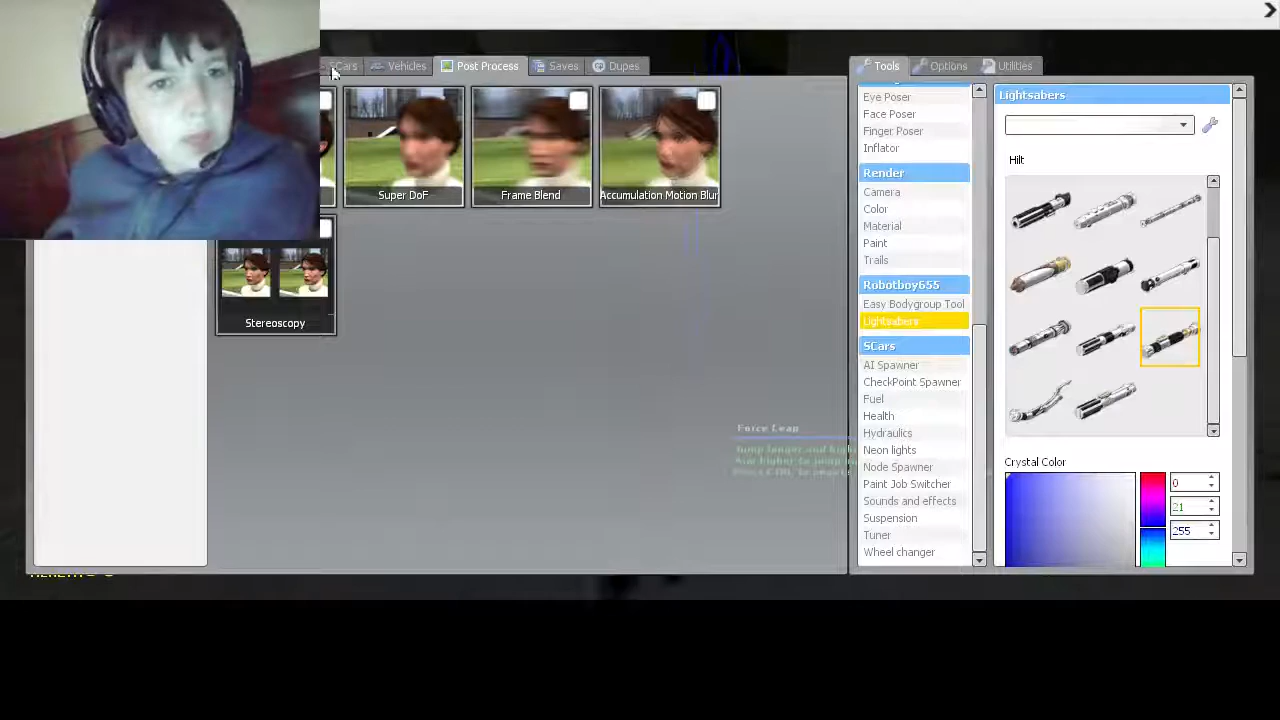 SCars Vehicles Post Process Saves Dupes
Tools Options Utilities
Super DoF
Frame Blend
Accumulation Motion Blur
Stereoscopy
Force Leap
Eye Poser
Face Poser
Finger Poser
Inflator
Render
Camera
Color
Material
Paint
Trails
Robotboy655
Easy Bodygroup Tool
Lightsabers
SCars
AI Spawner
CheckPoint Spawner
Fuel
Health
Hydraulics
Neon lights
Node Spawner
Paint Job Switcher
Sounds and effects
Suspension
Tuner
Wheel changer
Lightsabers
Hilt
Crystal Color
0
21
255